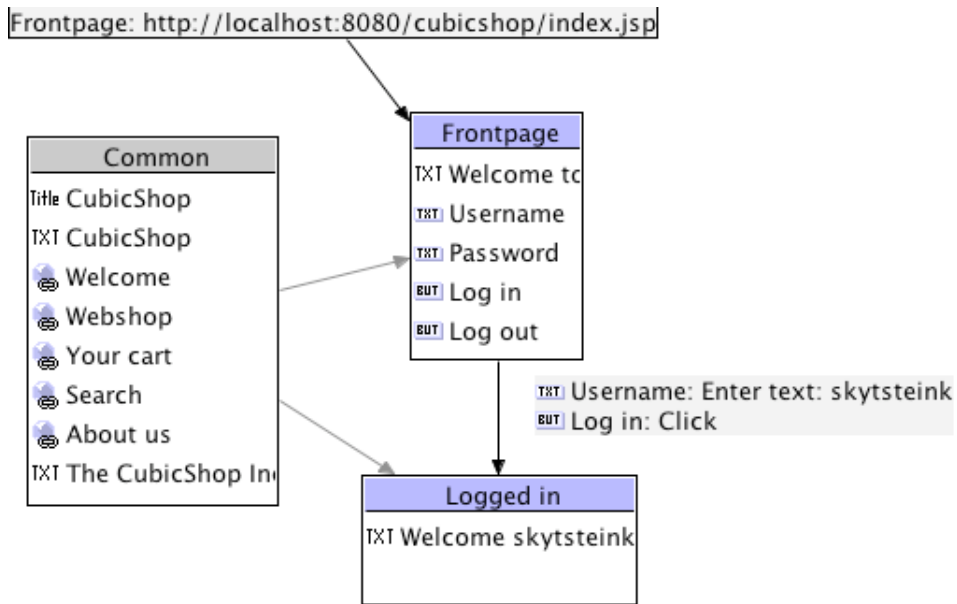 Frontpage: http://localhost:8080/cubicshop/index.jsp
Common
Title CubicShop
TXT CubicShop
Welcome
Webshop
Your cart
Search
About us
TXT The CubicShop In
Frontpage
TXT Welcome to
TXT Username
TXT Password
BUT Log in
BUT Log out
TXT Username: Enter text: skytsteink
BUT Log in: Click
Logged in
TXT Welcome skytsteink